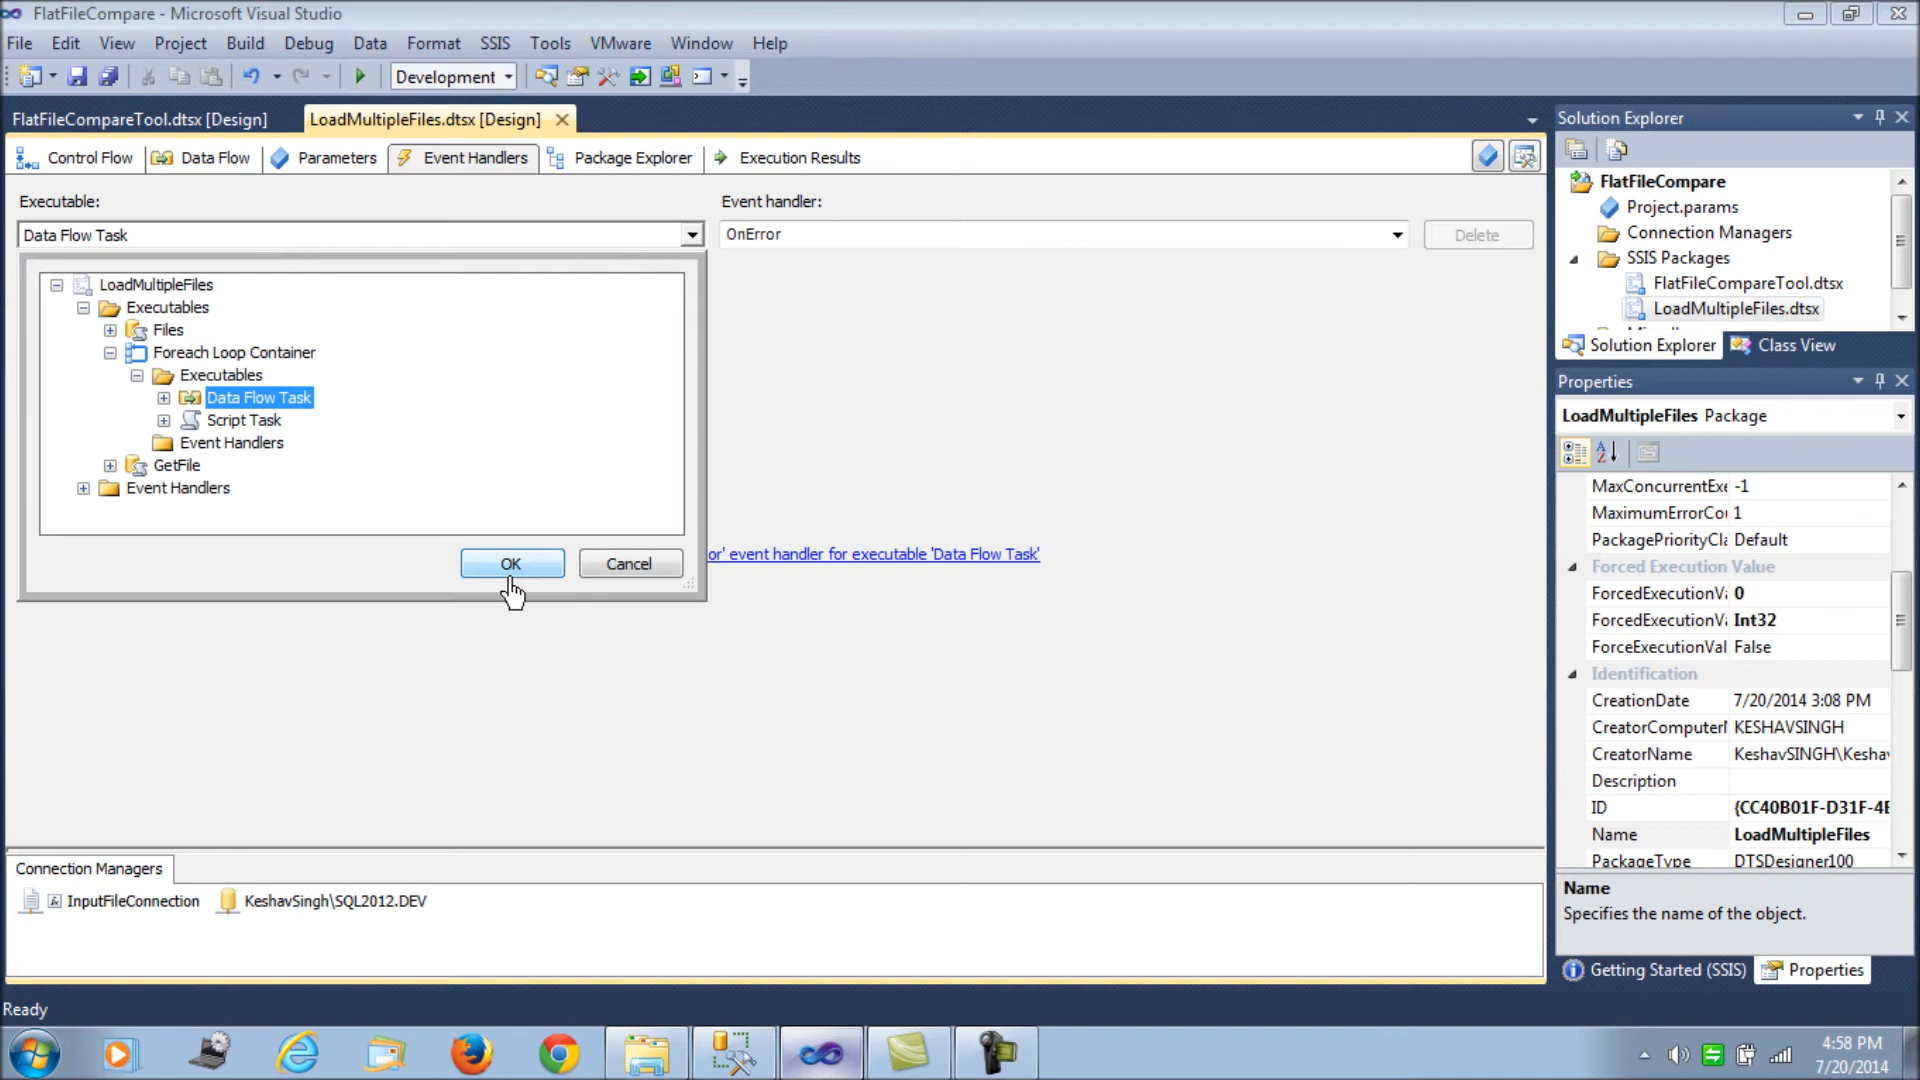 FlatFileCompare - Microsoft Visual Studio
File Edit View Project Build Debug Data Format SSIS Tools VMware Window Help
Development
FlatFileCompareTool.dtsx [Design] LoadMultipleFiles.dtsx [Design]
Control Flow Data Flow Parameters Event Handlers Package Explorer Execution Results
Executable: Event handler:
Data Flow Task OnError Delete
LoadMultipleFiles
Executables
Files
Foreach Loop Container
Executables
Data Flow Task
Script Task
Event Handlers
GetFile
Event Handlers
OK Cancel
or' event handler for executable 'Data Flow Task'
Connection Managers
InputFileConnection KeshavSingh\SQL2012.DEV
Ready
Solution Explorer
FlatFileCompare
Project.params
Connection Managers
SSIS Packages
FlatFileCompareTool.dtsx
LoadMultipleFiles.dtsx
Solution Explorer Class View
Properties
LoadMultipleFiles Package
MaxConcurrentExe -1
MaximumErrorCou 1
PackagePriorityCla Default
Forced Execution Value
ForcedExecutionVa 0
ForcedExecutionVa Int32
ForceExecutionVal False
Identification
CreationDate 7/20/2014 3:08 PM
CreatorComputerN KESHAVSINGH
CreatorName KeshavSINGH\Kesha
Description
ID {CC40B01F-D31F-4E
Name LoadMultipleFiles
PackageType DTSDesigner100
Name
Specifies the name of the object.
Getting Started (SSIS) Properties
4:58 PM
7/20/2014